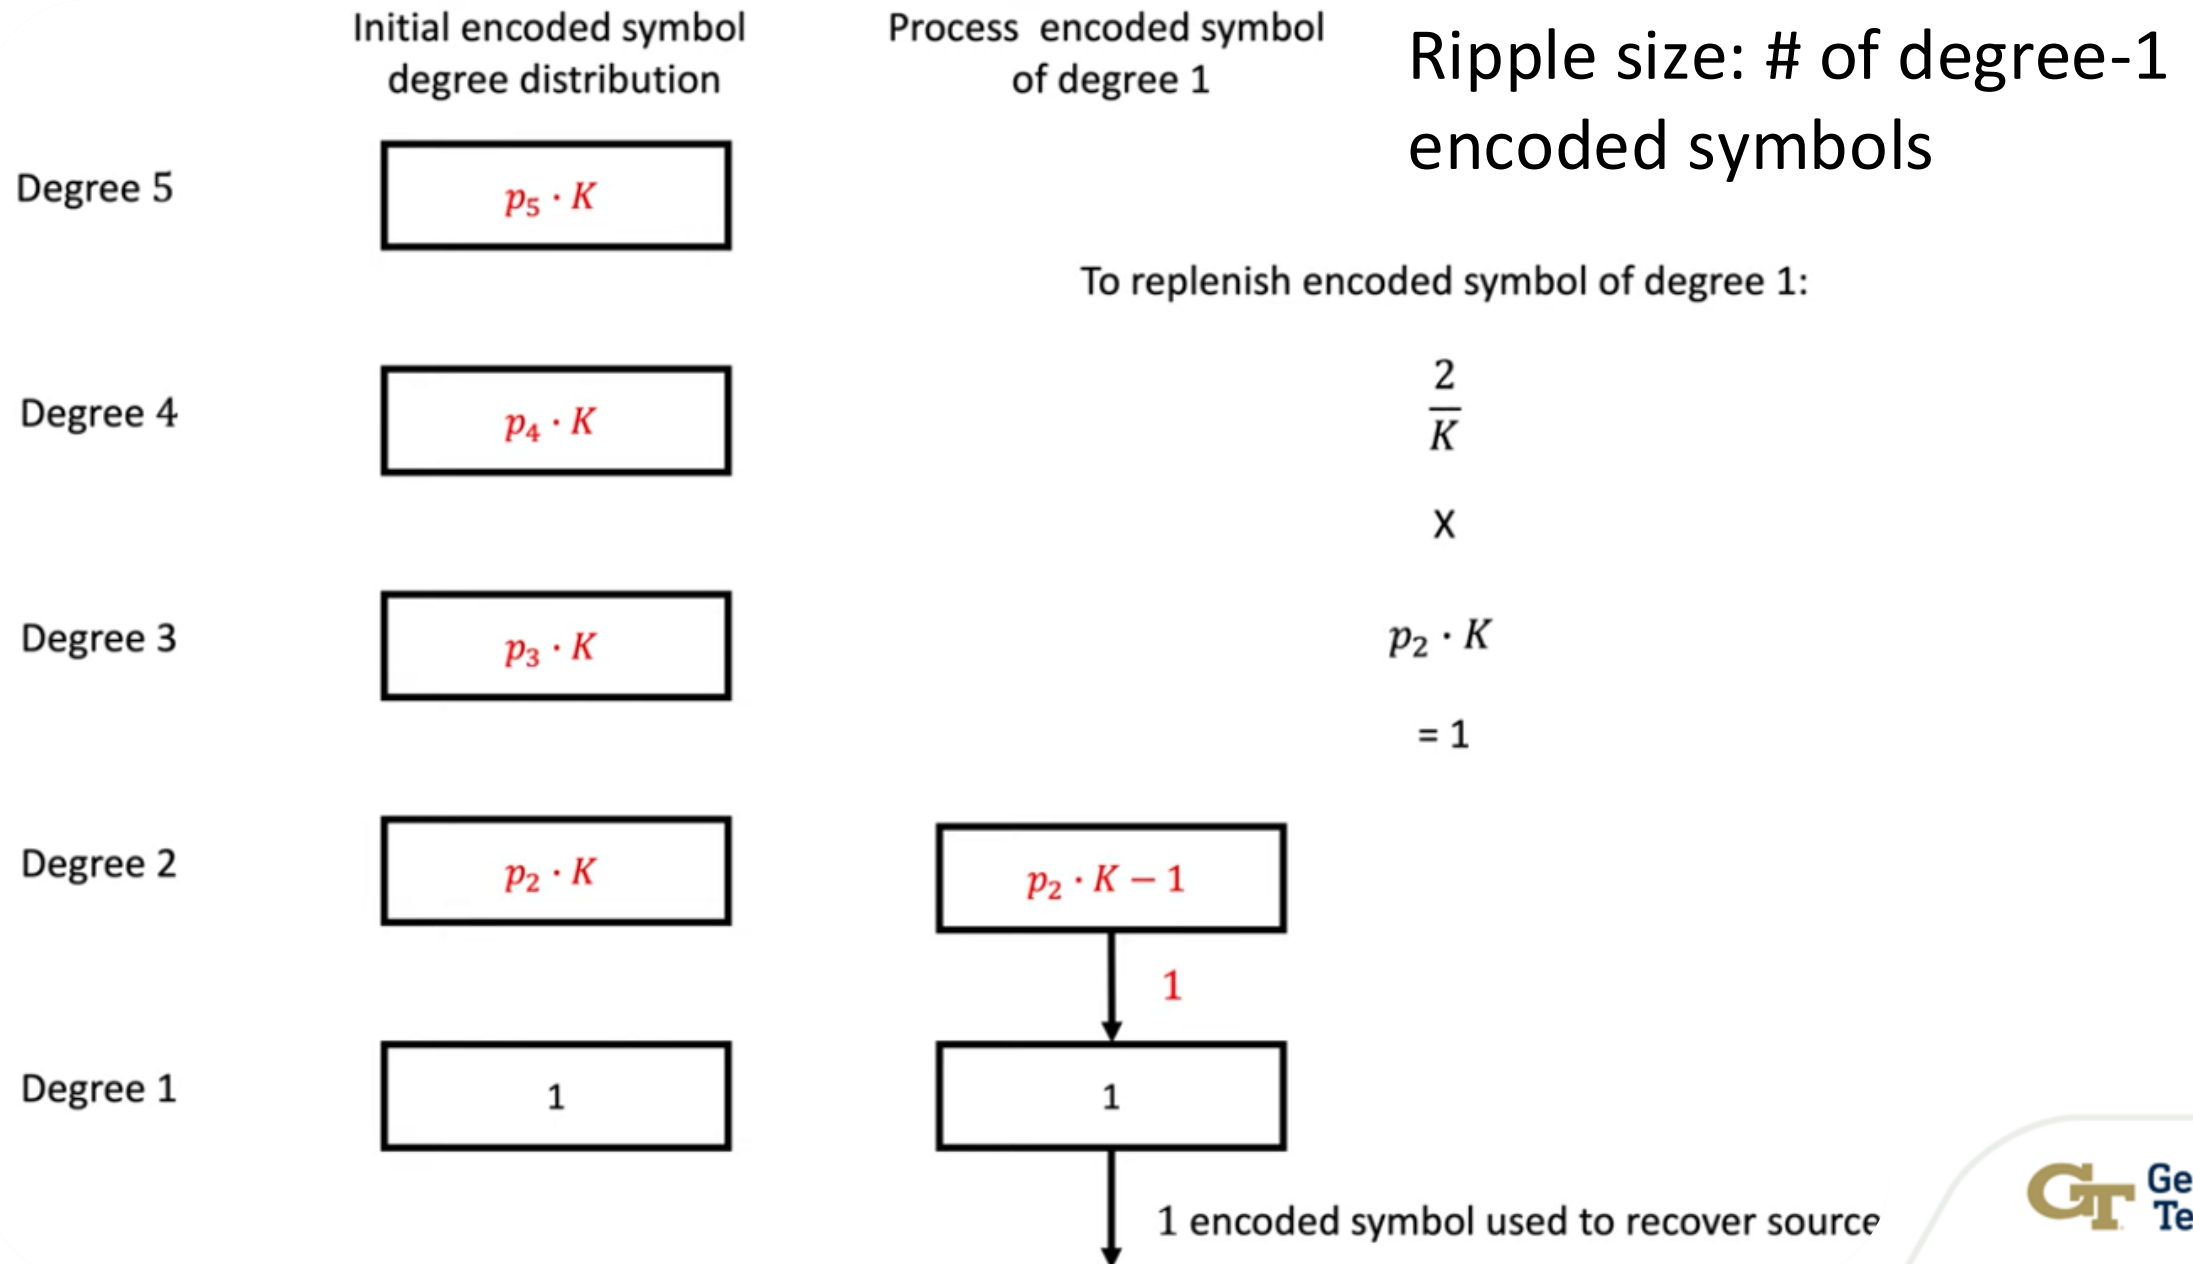 Initial encoded symbol
degree distribution
Process encoded symbol
of degree 1
Ripple size: # of degree-1
encoded symbols
Degree 5
p₅ · K
To replenish encoded symbol of degree 1:
Degree 4
p₄ · K
2
K
X
Degree 3
p₃ · K
p₂ · K
= 1
Degree 2
p₂ · K
p₂ · K − 1
1
Degree 1
1
1
1 encoded symbol used to recover source
GT
Ge
Te